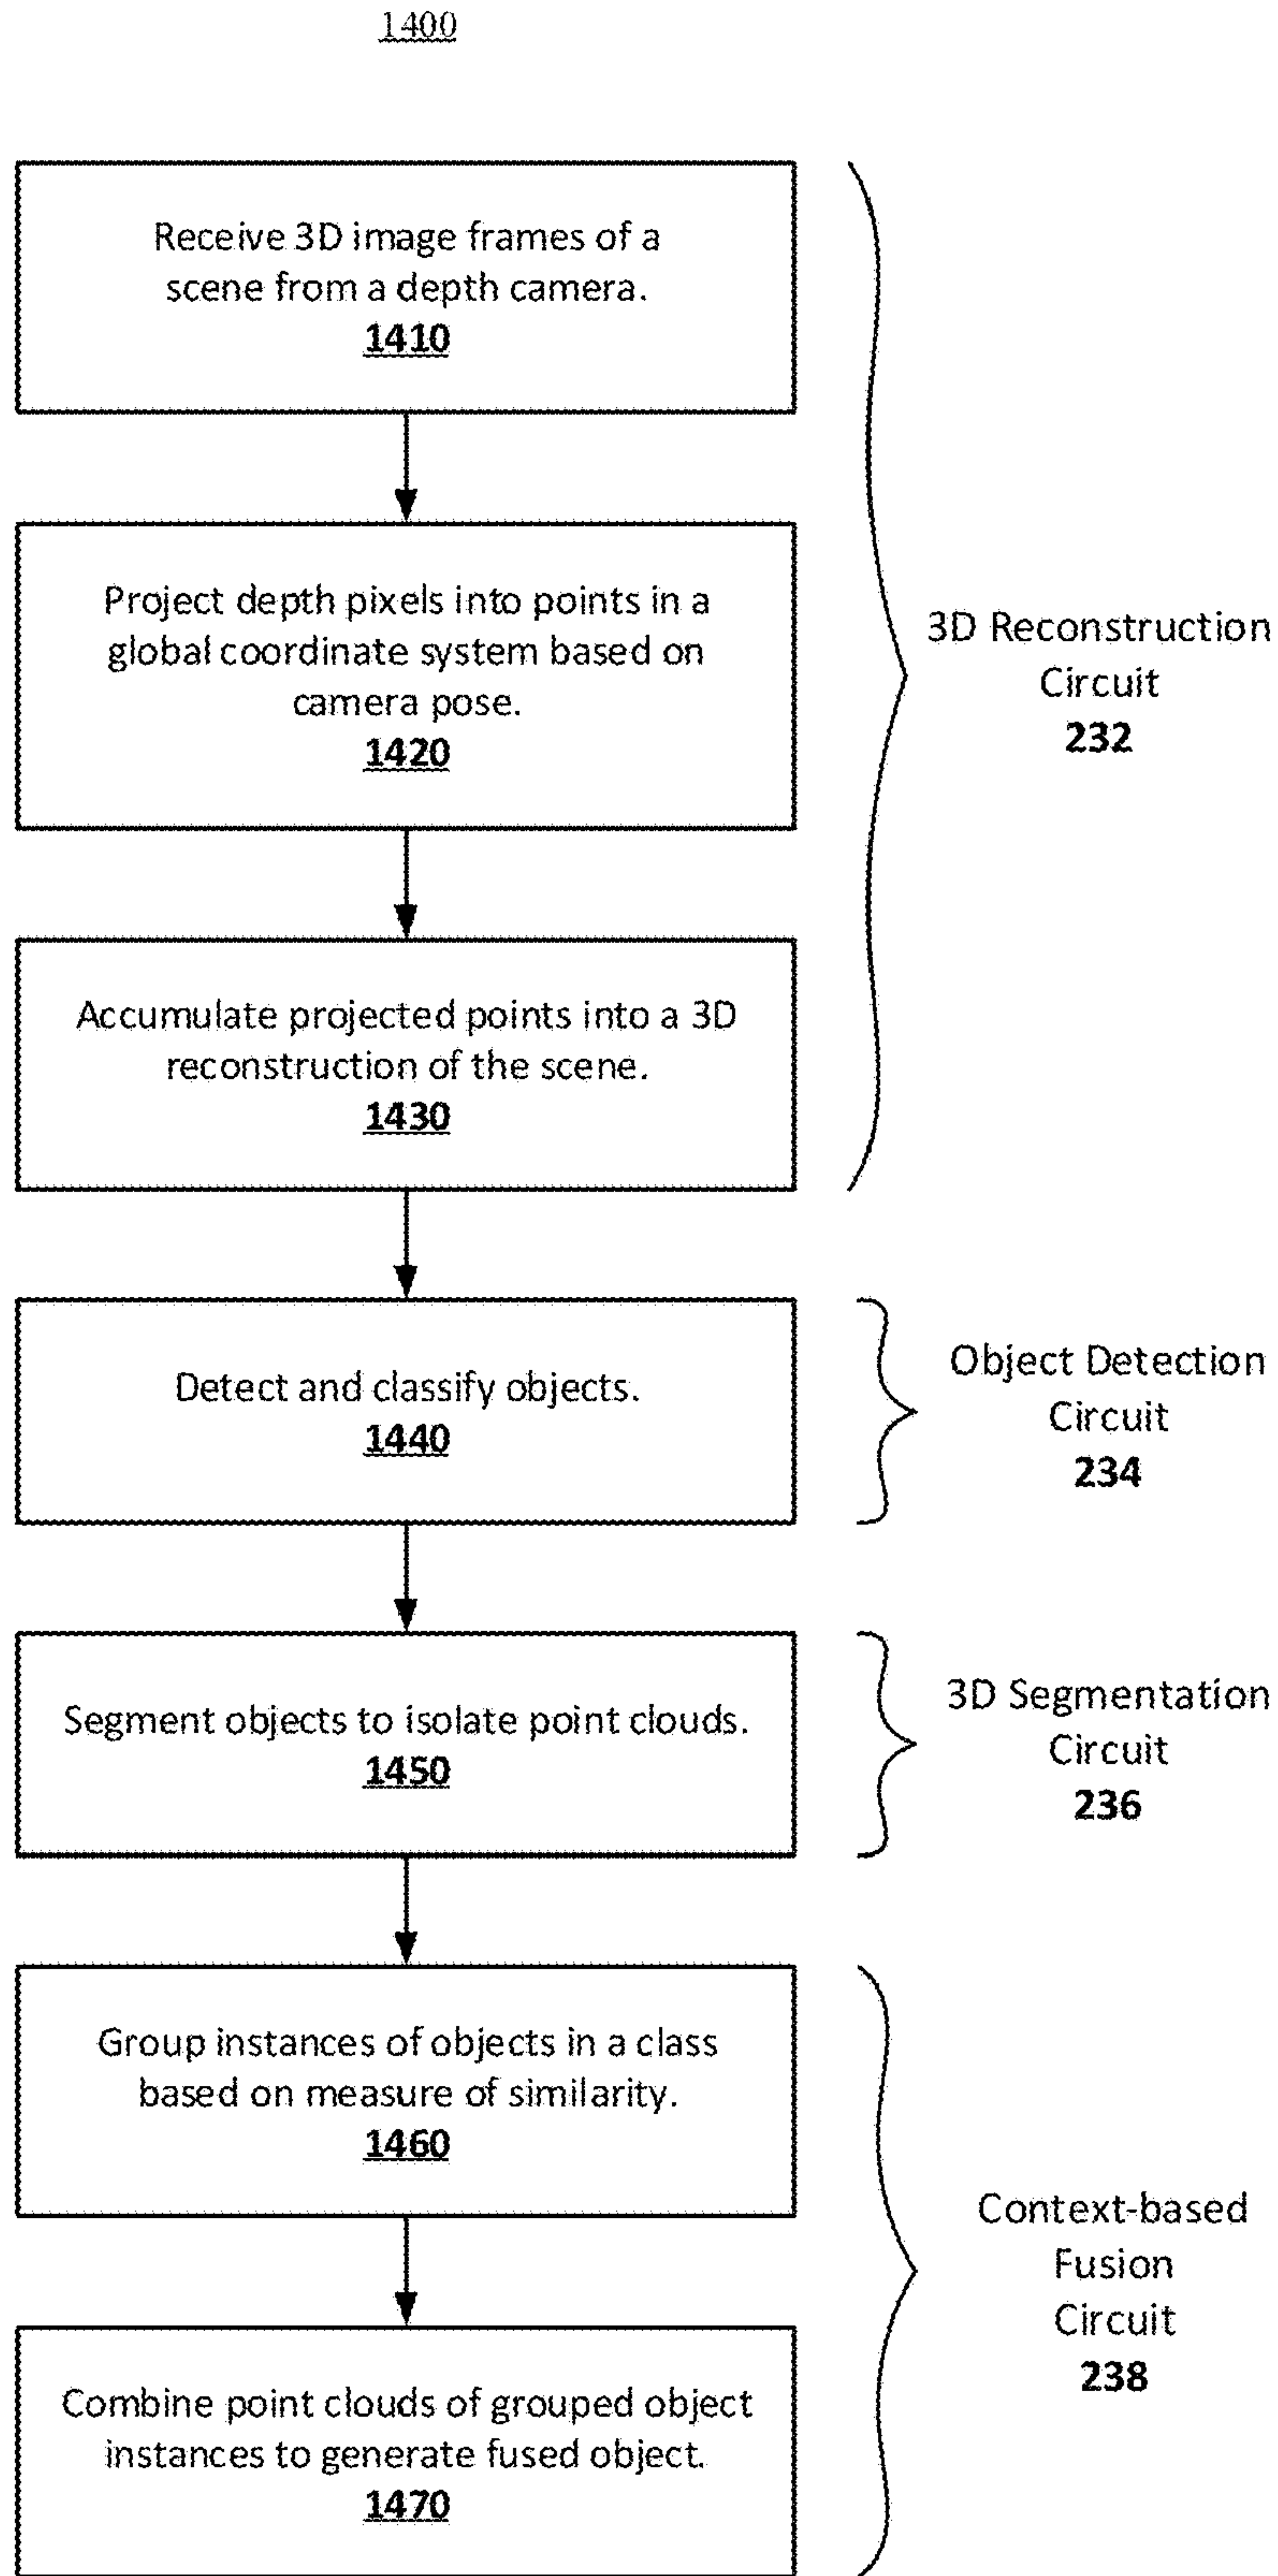 1400
Receive 3D image frames of a
scene from a depth camera.
1410
Project depth pixels into points in a
global coordinate system based on
camera pose.
1420
3D Reconstruction
Circuit
232
Accumulate projected points into a 3D
reconstruction of the scene.
1430
Detect and classify objects.
1440
Object Detection
Circuit
234
Segment objects to isolate point clouds.
1450
3D Segmentation
Circuit
236
Group instances of objects in a class
based on measure of similarity.
1460
Context-based
Fusion
Circuit
238
Combine point clouds of grouped object
instances to generate fused object.
1470